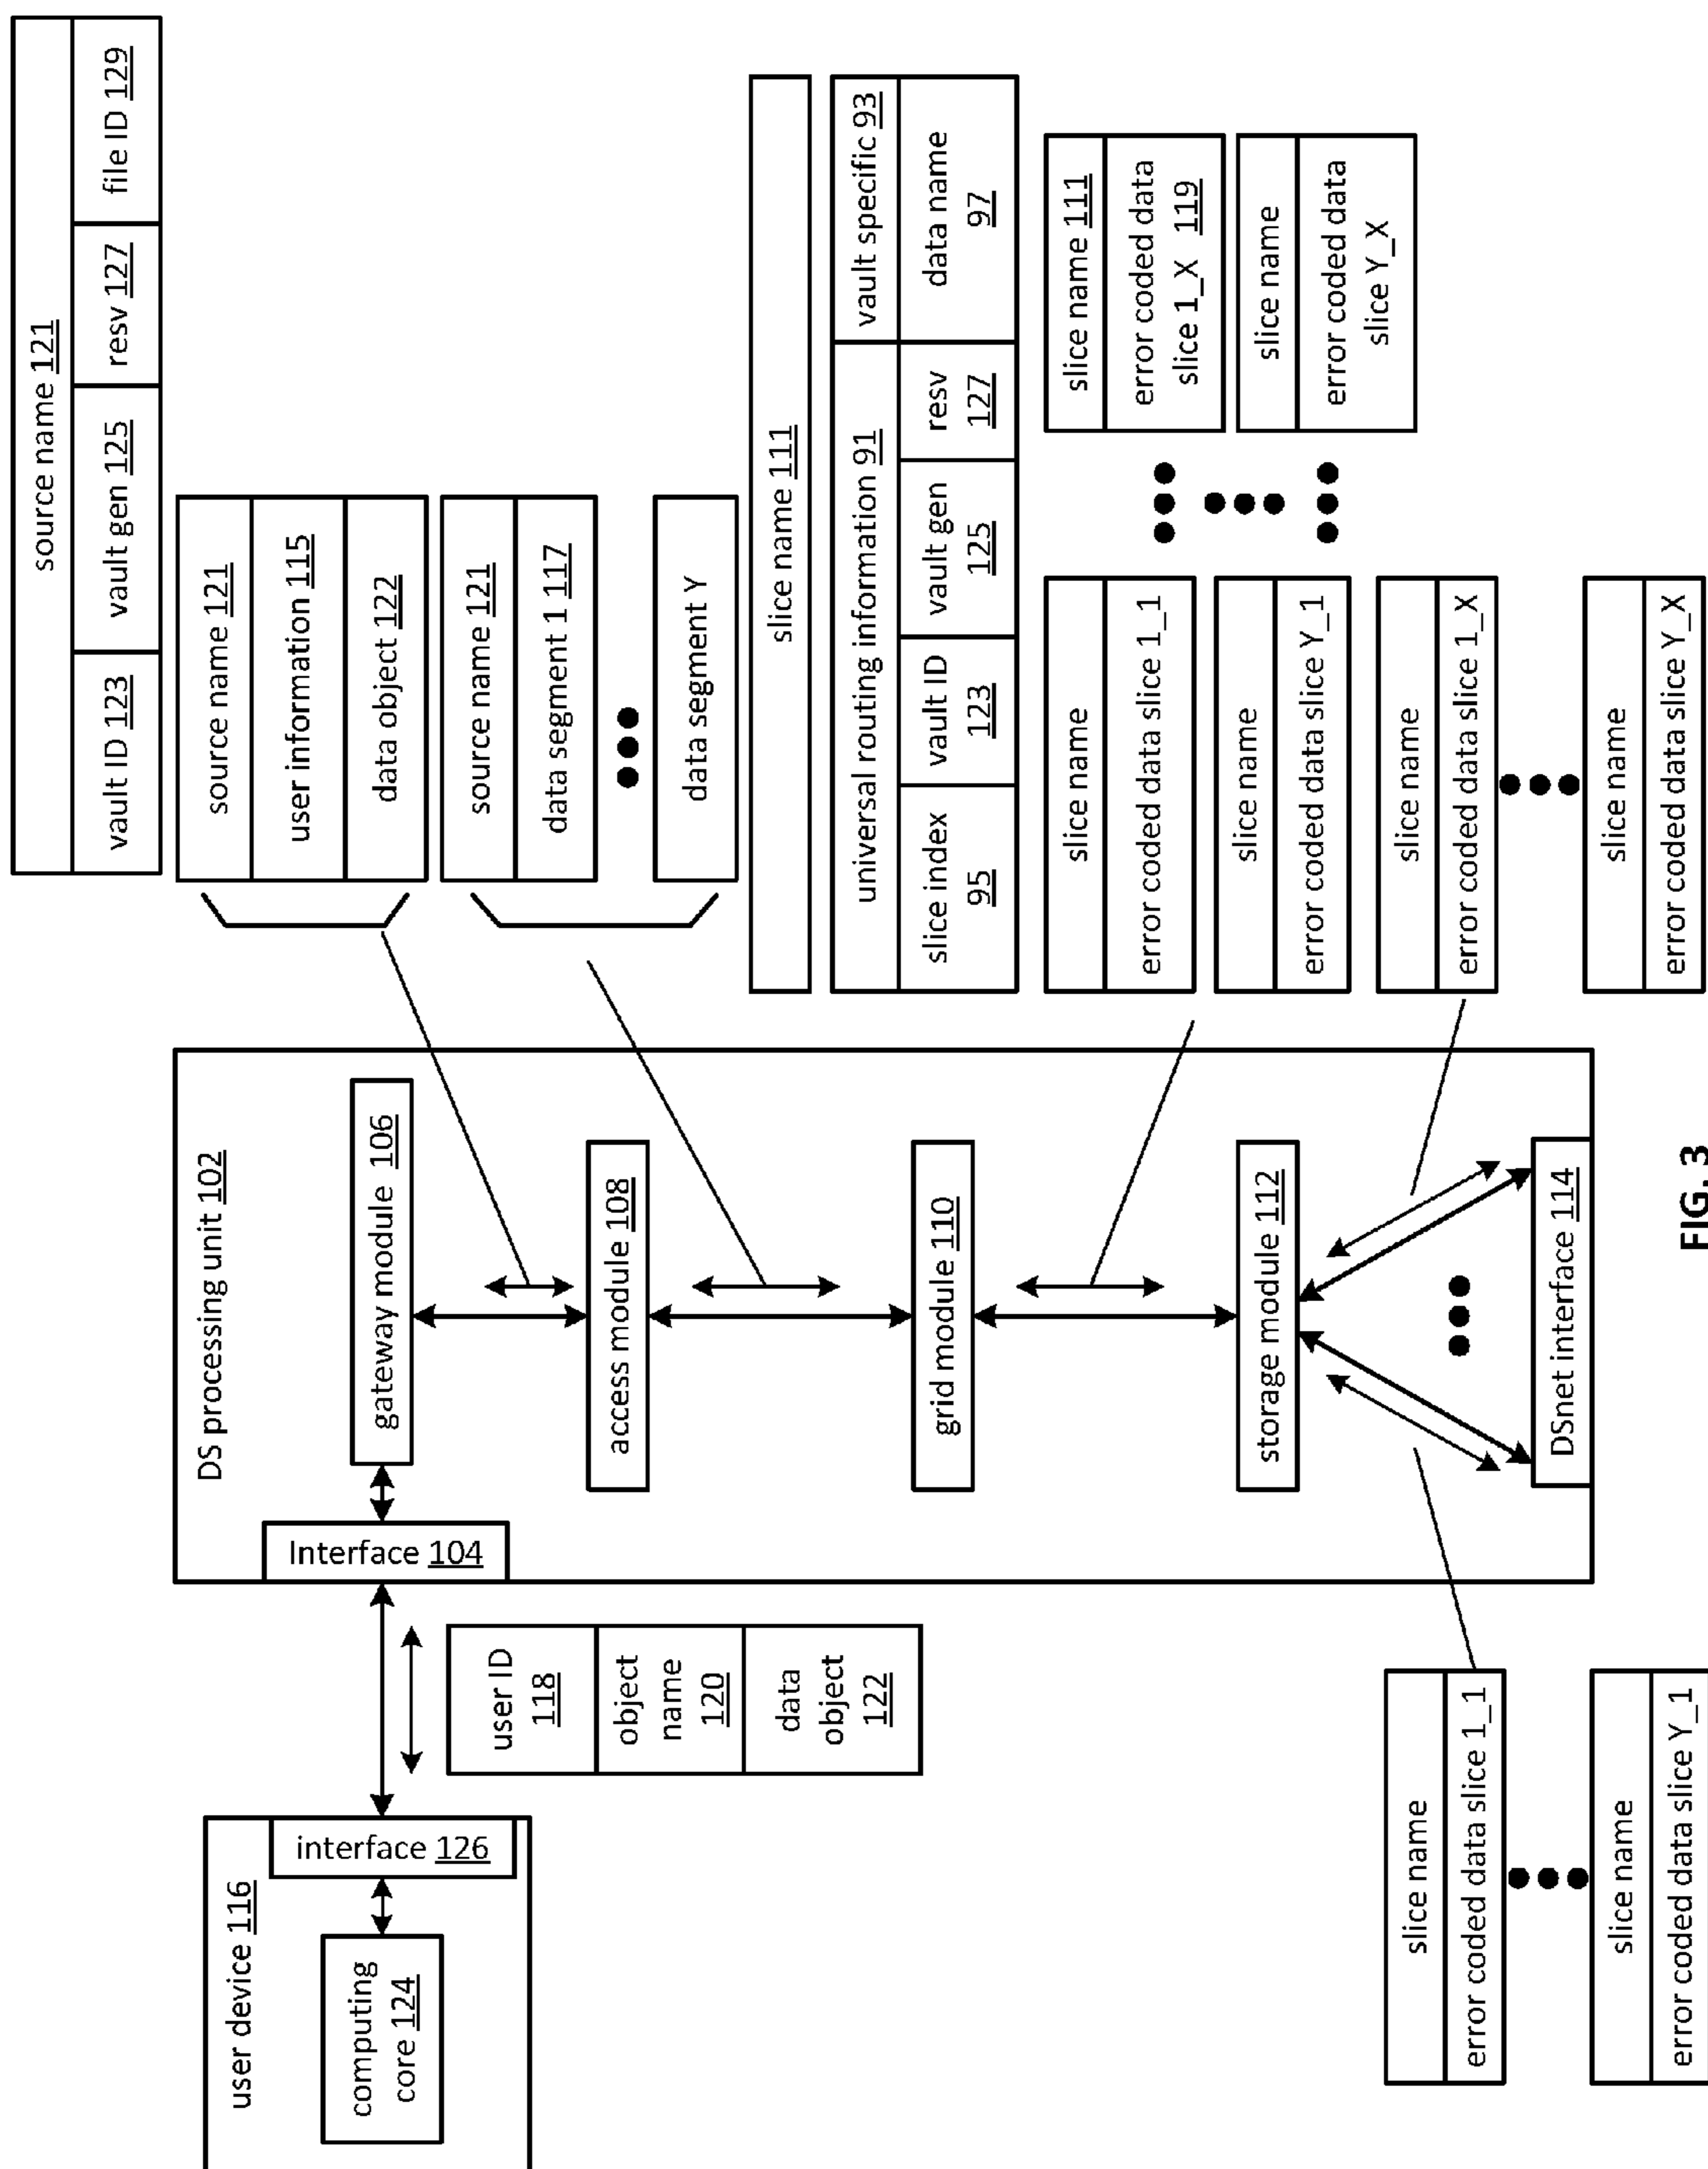 user device 116
computing
core 124
interface 126
user ID
118
object
name
120
data
object
122
DS processing unit 102
Interface 104
gateway module 106
access module 108
grid module 110
storage module 112
DSnet interface 114
source name 121
vault ID 123
vault gen 125
resv 127
file ID 129
source name 121
user information 115
data object 122
source name 121
data segment 1 117
data segment Y
slice name 111
universal routing information 91
vault specific 93
slice index
95
vault ID
123
vault gen
125
resv
127
data name
97
slice name
error coded data slice 1_1
slice name 111
error coded data
slice 1_X 119
slice name
error coded data slice Y_1
slice name
error coded data
slice Y_X
slice name
error coded data slice 1_X
slice name
error coded data slice Y_X
slice name
error coded data slice 1_1
slice name
error coded data slice Y_1
FIG. 3